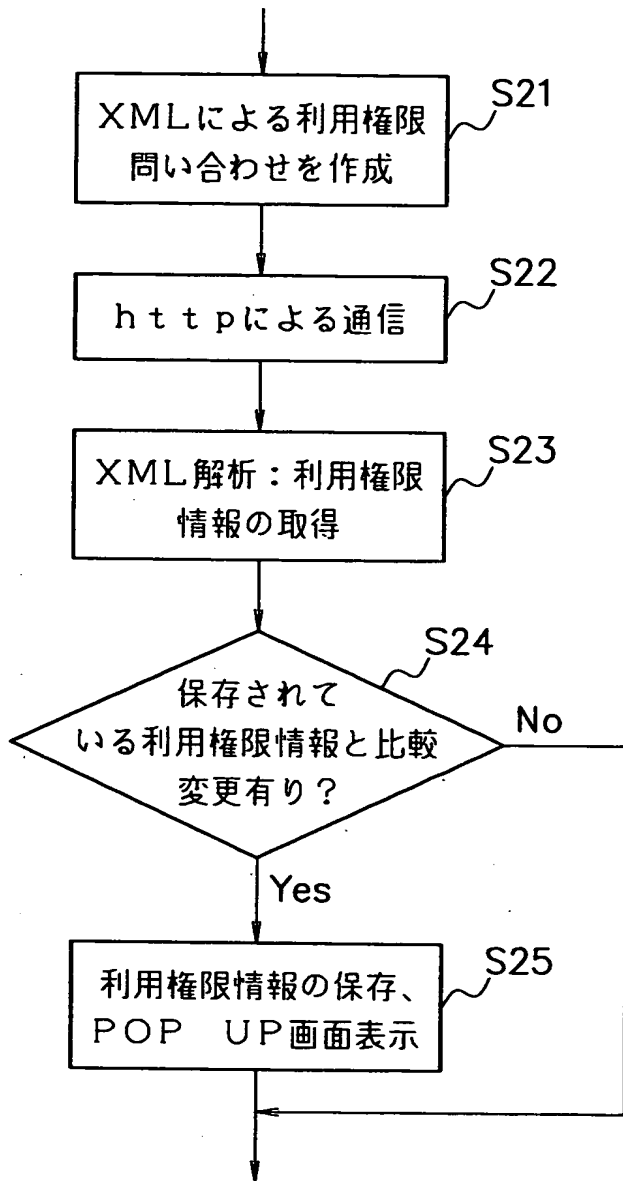 S21
XMLによる利用権限
問い合わせを作成
S22
httpによる通信
S23
XML解析：利用権限
情報の取得
S24
保存されて
いる利用権限情報と比較
変更有り？
No
Yes
S25
利用権限情報の保存、
POP UP画面表示